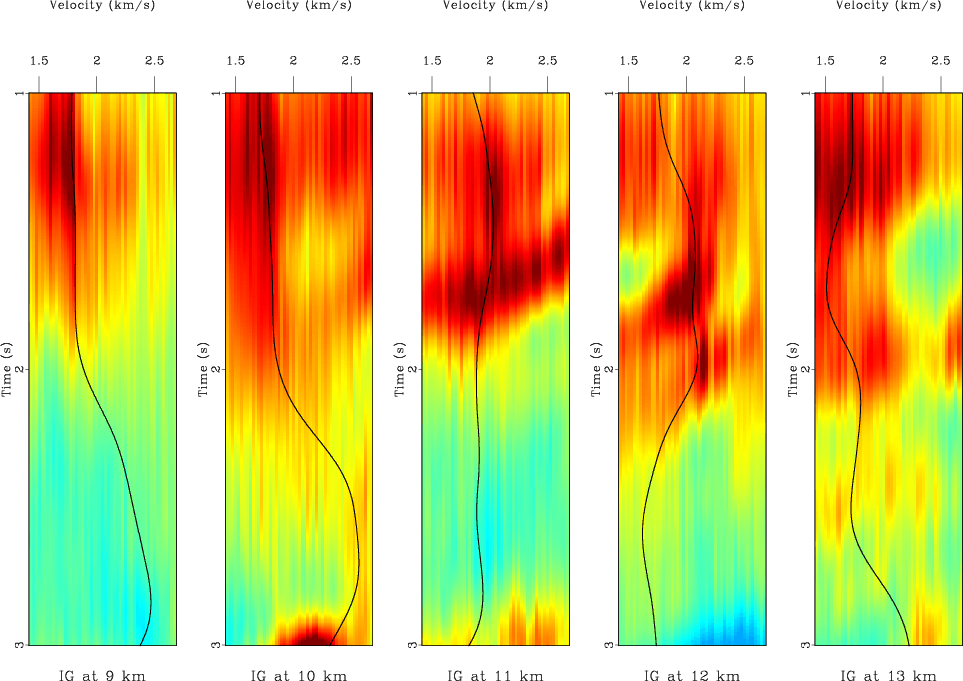 Velocity (km/s) Velocity (km/s) Velocity (km/s) Velocity (km/s) Velocity (km/s)
1.5 2 2.5 1.5 2 2.5 1.5 2 2.5 1.5 2 2.5 1.5 2 2.5
1 1 1 1 1
Time (s) Time (s) Time (s) Time (s) Time (s)
2 2 2 2 2
3 3 3 3 3
IG at 9 km IG at 10 km IG at 11 km IG at 12 km IG at 13 km